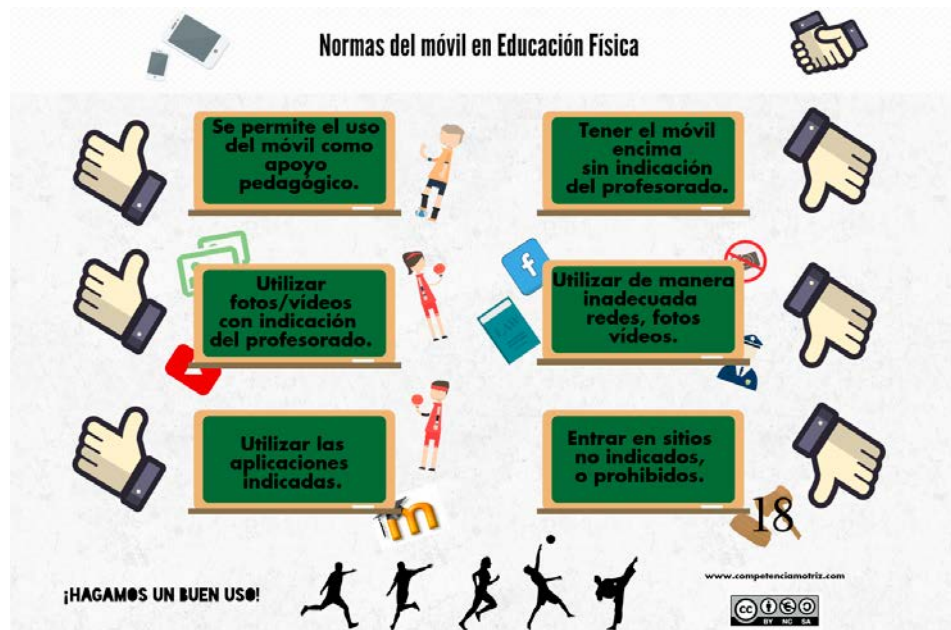 Normas del móvil en Educación Física
Se permite el uso
del móvil como
apoyo
pedagógico.
Tener el móvil
encima
sin indicación
del profesorado.
Utilizar
fotos/vídeos
con indicación
del profesorado.
Utilizar de manera
inadecuada
redes, fotos
vídeos.
LAW
Utilizar las
aplicaciones
indicadas.
Entrar en sitios
no indicados,
o prohibidos.
18
¡HAGAMOS UN BUEN USO!
www.competenciamotriz.com
cc
BY NC SA